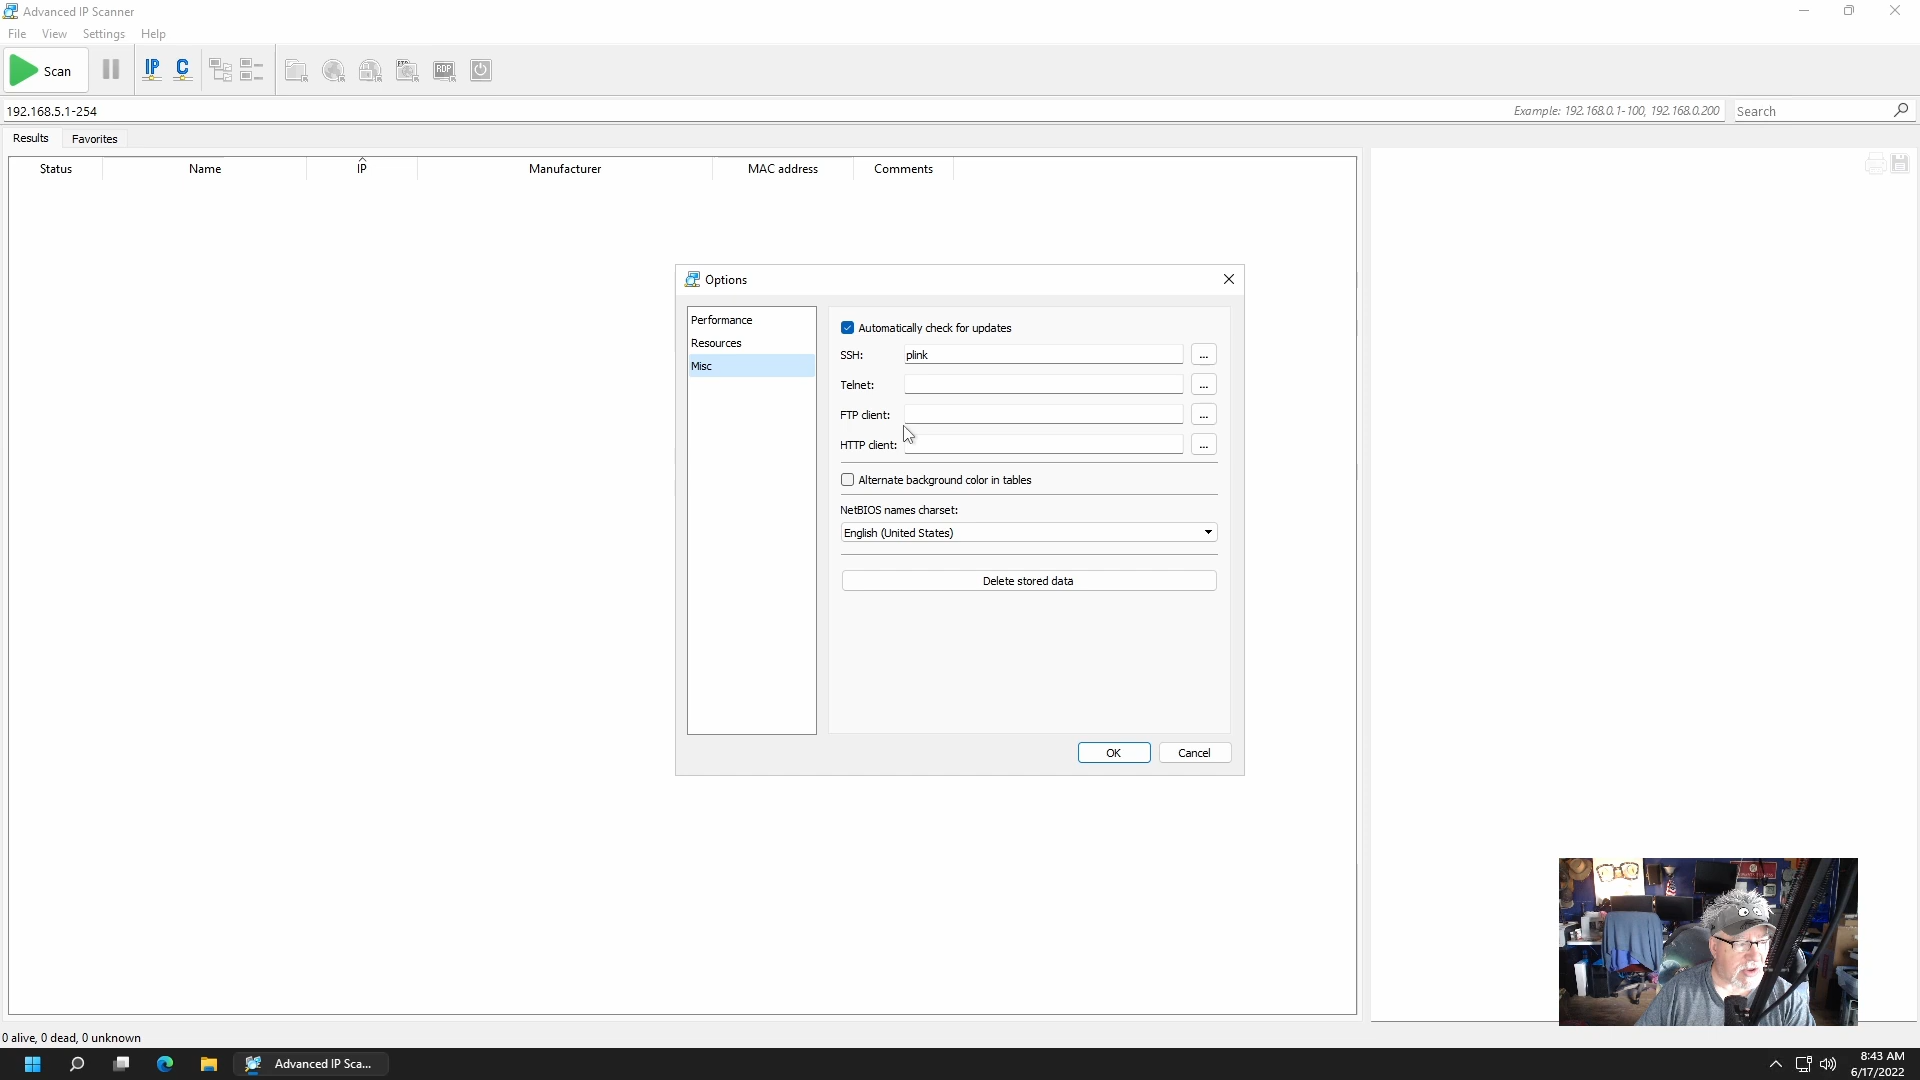 Advanced IP Scanner
File View Settings Help
Scan IP C FTP RDP
192.168.5.1-254 Example: 192.168.0.1-100, 192.168.0.200 Search
Results Favorites
Status Name IP Manufacturer MAC address Comments
Options
Performance
Resources
Misc
Automatically check for updates
SSH: plink ...
Telnet: ...
FTP client: ...
HTTP client: ...
Alternate background color in tables
NetBIOS names charset:
English (United States)
Delete stored data
OK Cancel
0 alive, 0 dead, 0 unknown
Advanced IP Sca... 8:43 AM
6/17/2022